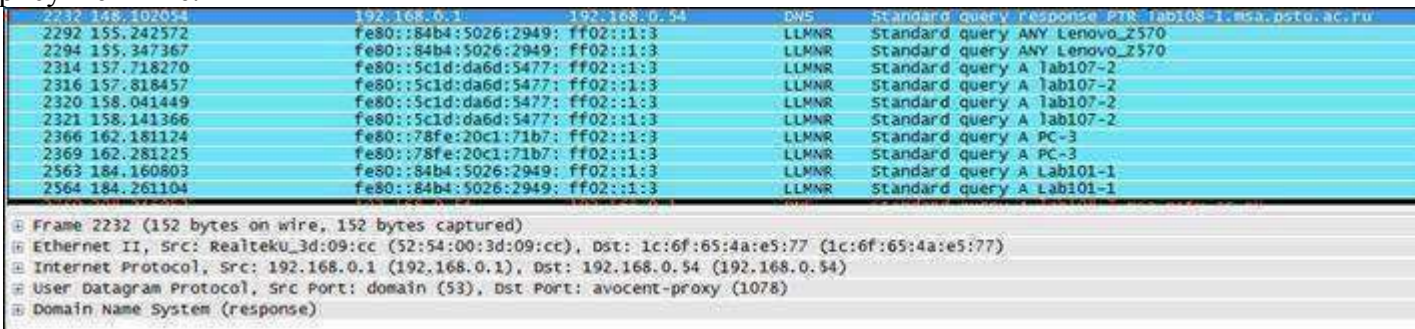 2232 148.102054 192.168.0.1 192.168.0.54 DNS Standard query response PTR lab108-1.msa.pstu.ac.ru
2292 155.242572 fe80::84b4:5026:2949: ff02::1:3 LLMNR Standard query ANY Lenovo_Z570
2294 155.347367 fe80::84b4:5026:2949: ff02::1:3 LLMNR Standard query ANY Lenovo_Z570
2314 157.718270 fe80::5c1d:da6d:5477: ff02::1:3 LLMNR Standard query A lab107-2
2316 157.818457 fe80::5c1d:da6d:5477: ff02::1:3 LLMNR Standard query A lab107-2
2320 158.041449 fe80::5c1d:da6d:5477: ff02::1:3 LLMNR Standard query A lab107-2
2321 158.141366 fe80::5c1d:da6d:5477: ff02::1:3 LLMNR Standard query A lab107-2
2366 162.181124 fe80::78fe:20c1:71b7: ff02::1:3 LLMNR Standard query A PC-3
2369 162.281225 fe80::78fe:20c1:71b7: ff02::1:3 LLMNR Standard query A PC-3
2563 184.160803 fe80::84b4:5026:2949: ff02::1:3 LLMNR Standard query A Lab101-1
2564 184.261104 fe80::84b4:5026:2949: ff02::1:3 LLMNR Standard query A Lab101-1
Frame 2232 (152 bytes on wire, 152 bytes captured)
Ethernet II, Src: RealtekU_3d:09:cc (52:54:00:3d:09:cc), Dst: 1c:6f:65:4a:e5:77 (1c:6f:65:4a:e5:77)
Internet Protocol, Src: 192.168.0.1 (192.168.0.1), Dst: 192.168.0.54 (192.168.0.54)
User Datagram Protocol, Src Port: domain (53), Dst Port: avocent-proxy (1078)
Domain Name System (response)